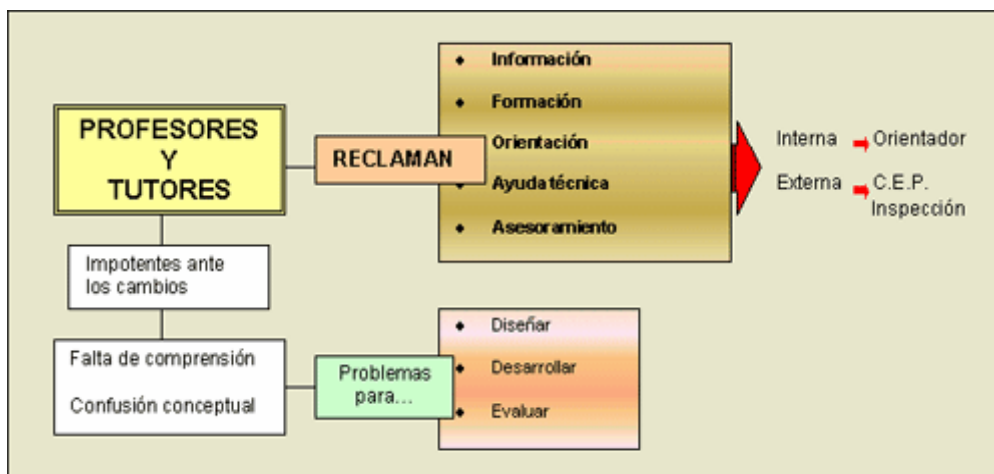 PROFESORES
Y
TUTORES
RECLAMAN
Información
Formación
Orientación
Ayuda técnica
Asesoramiento
Interna
Orientador
Externa
C.E.P.
Inspección
Impotentes ante
los cambios
Falta de comprensión
Confusión conceptual
Problemas
para...
Diseñar
Desarrollar
Evaluar